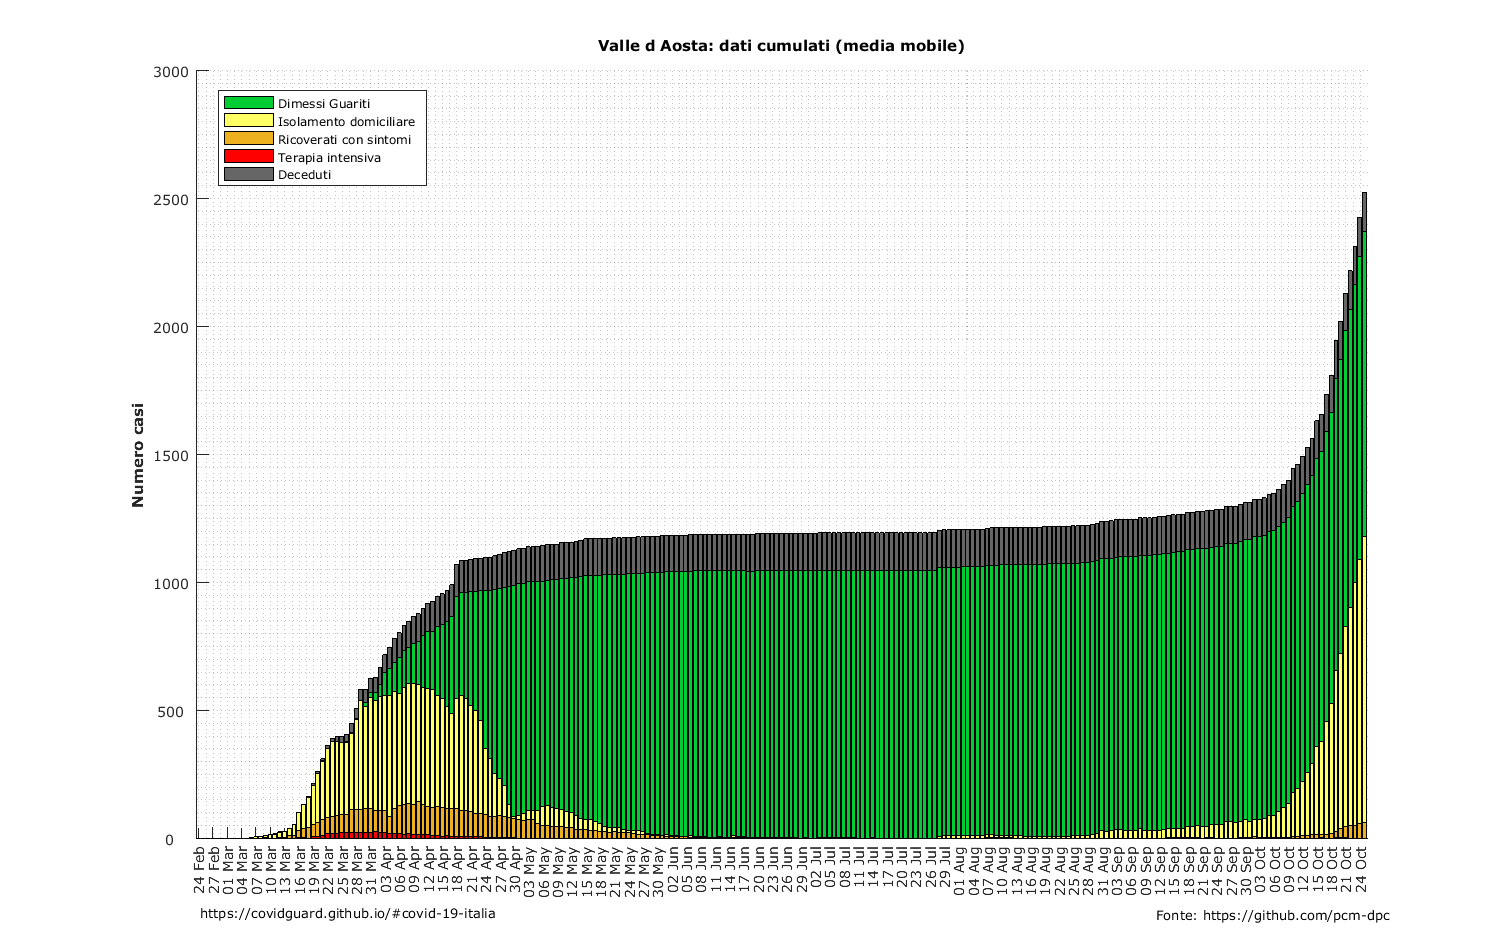 Valle d Aosta: dati cumulati (media mobile)
3000
2500
2000
1500
1000
500
0
Numero casi
Dimessi Guariti
Isolamento domiciliare
Ricoverati con sintomi
Terapia intensiva
Deceduti
24 Feb
27 Feb
01 Mar
04 Mar
07 Mar
10 Mar
13 Mar
16 Mar
19 Mar
22 Mar
25 Mar
28 Mar
31 Mar
03 Apr
06 Apr
09 Apr
12 Apr
15 Apr
18 Apr
21 Apr
24 Apr
27 Apr
30 Apr
03 May
06 May
09 May
12 May
15 May
18 May
21 May
24 May
27 May
30 May
02 Jun
05 Jun
08 Jun
11 Jun
14 Jun
17 Jun
20 Jun
23 Jun
26 Jun
29 Jun
02 Jul
05 Jul
08 Jul
11 Jul
14 Jul
17 Jul
20 Jul
23 Jul
26 Jul
29 Jul
01 Aug
04 Aug
07 Aug
10 Aug
13 Aug
16 Aug
19 Aug
22 Aug
25 Aug
28 Aug
31 Aug
03 Sep
06 Sep
09 Sep
12 Sep
15 Sep
18 Sep
21 Sep
24 Sep
27 Sep
30 Sep
03 Oct
06 Oct
09 Oct
12 Oct
15 Oct
18 Oct
21 Oct
24 Oct
https://covidguard.github.io/#covid-19-italia
Fonte: https://github.com/pcm-dpc